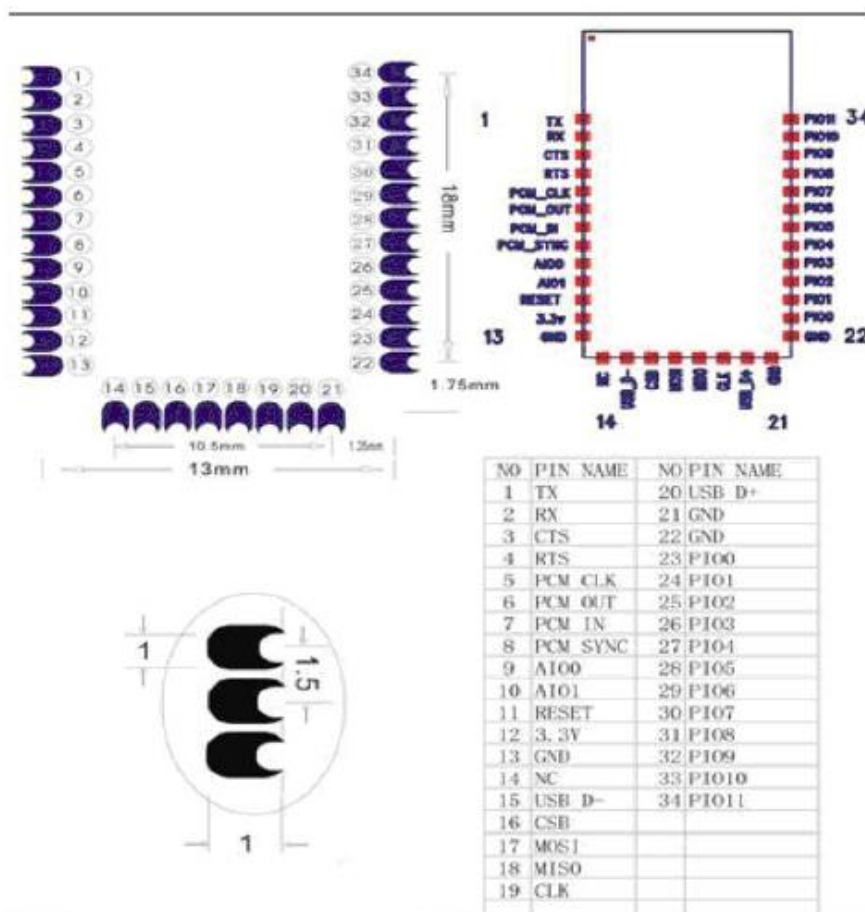 1
2
3
4
5
6
7
8
9
10
11
12
13
34
33
32
31
30
29
28
27
26
25
24
23
22
18mm
1.75mm
14 15 16 17 18 19 20 21
10.5mm
1.25mm
13mm
1
34
13
22
14
21
TX
RX
CTS
RTS
PCM_CLK
PCM_OUT
PCM_IN
PCM_SYNC
AIO0
AIO1
RESET
3.3v
GND
PIO11
PIO10
PIO9
PIO8
PIO7
PIO6
PIO5
PIO4
PIO3
PIO2
PIO1
PIO0
GND
NC
CSB
GND
1
1.5
1
NO PIN NAME NO PIN NAME
1 TX 20 USB D+
2 RX 21 GND
3 CTS 22 GND
4 RTS 23 PIO0
5 PCM CLK 24 PIO1
6 PCM OUT 25 PIO2
7 PCM IN 26 PIO3
8 PCM SYNC 27 PIO4
9 AIO0 28 PIO5
10 AIO1 29 PIO6
11 RESET 30 PIO7
12 3.3V 31 PIO8
13 GND 32 PIO9
14 NC 33 PIO10
15 USB D- 34 PIO11
16 CSB
17 MOSI
18 MISO
19 CLK